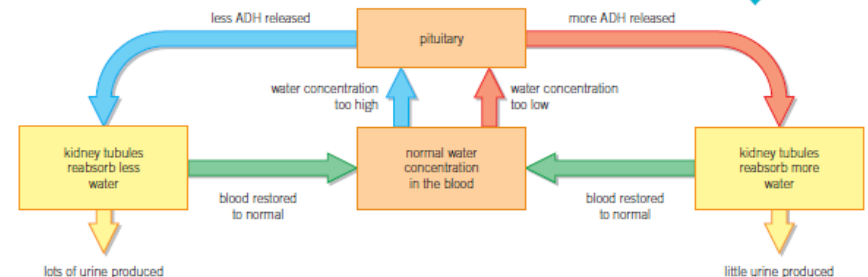 less ADH released
pituitary
more ADH released
water concentration
too high
water concentration
too low
kidney tubules
reabsorb less
water
normal water
concentration
in the blood
kidney tubules
reabsorb more
water
blood restored
to normal
blood restored
to normal
lots of urine produced
little urine produced